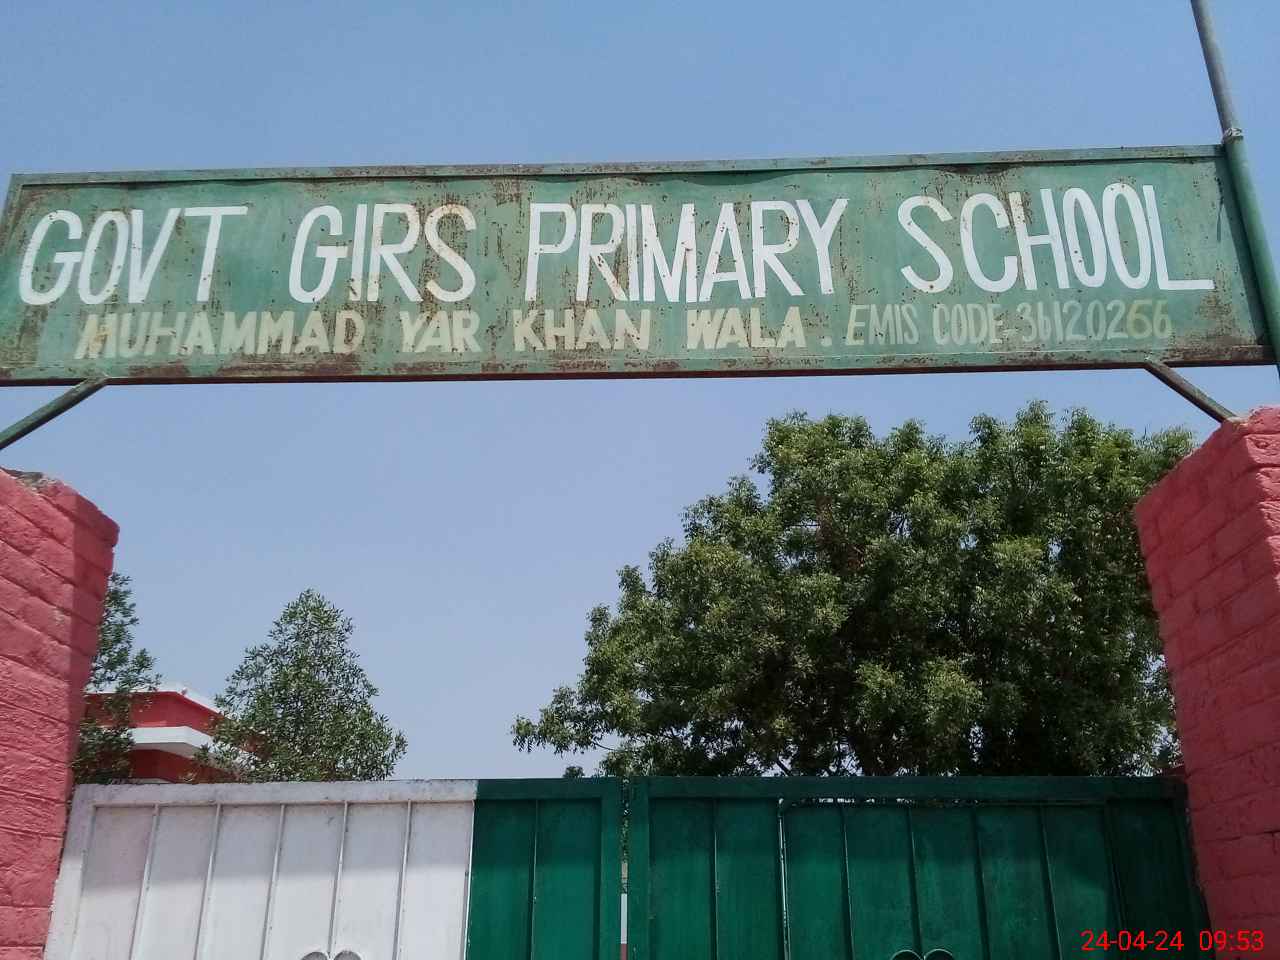 GOVT GIRS PRIMARY SCHOOL
MUHAMMAD YAR KHAN WALA. EMIS CODE-36120266
24-04-24 09:53